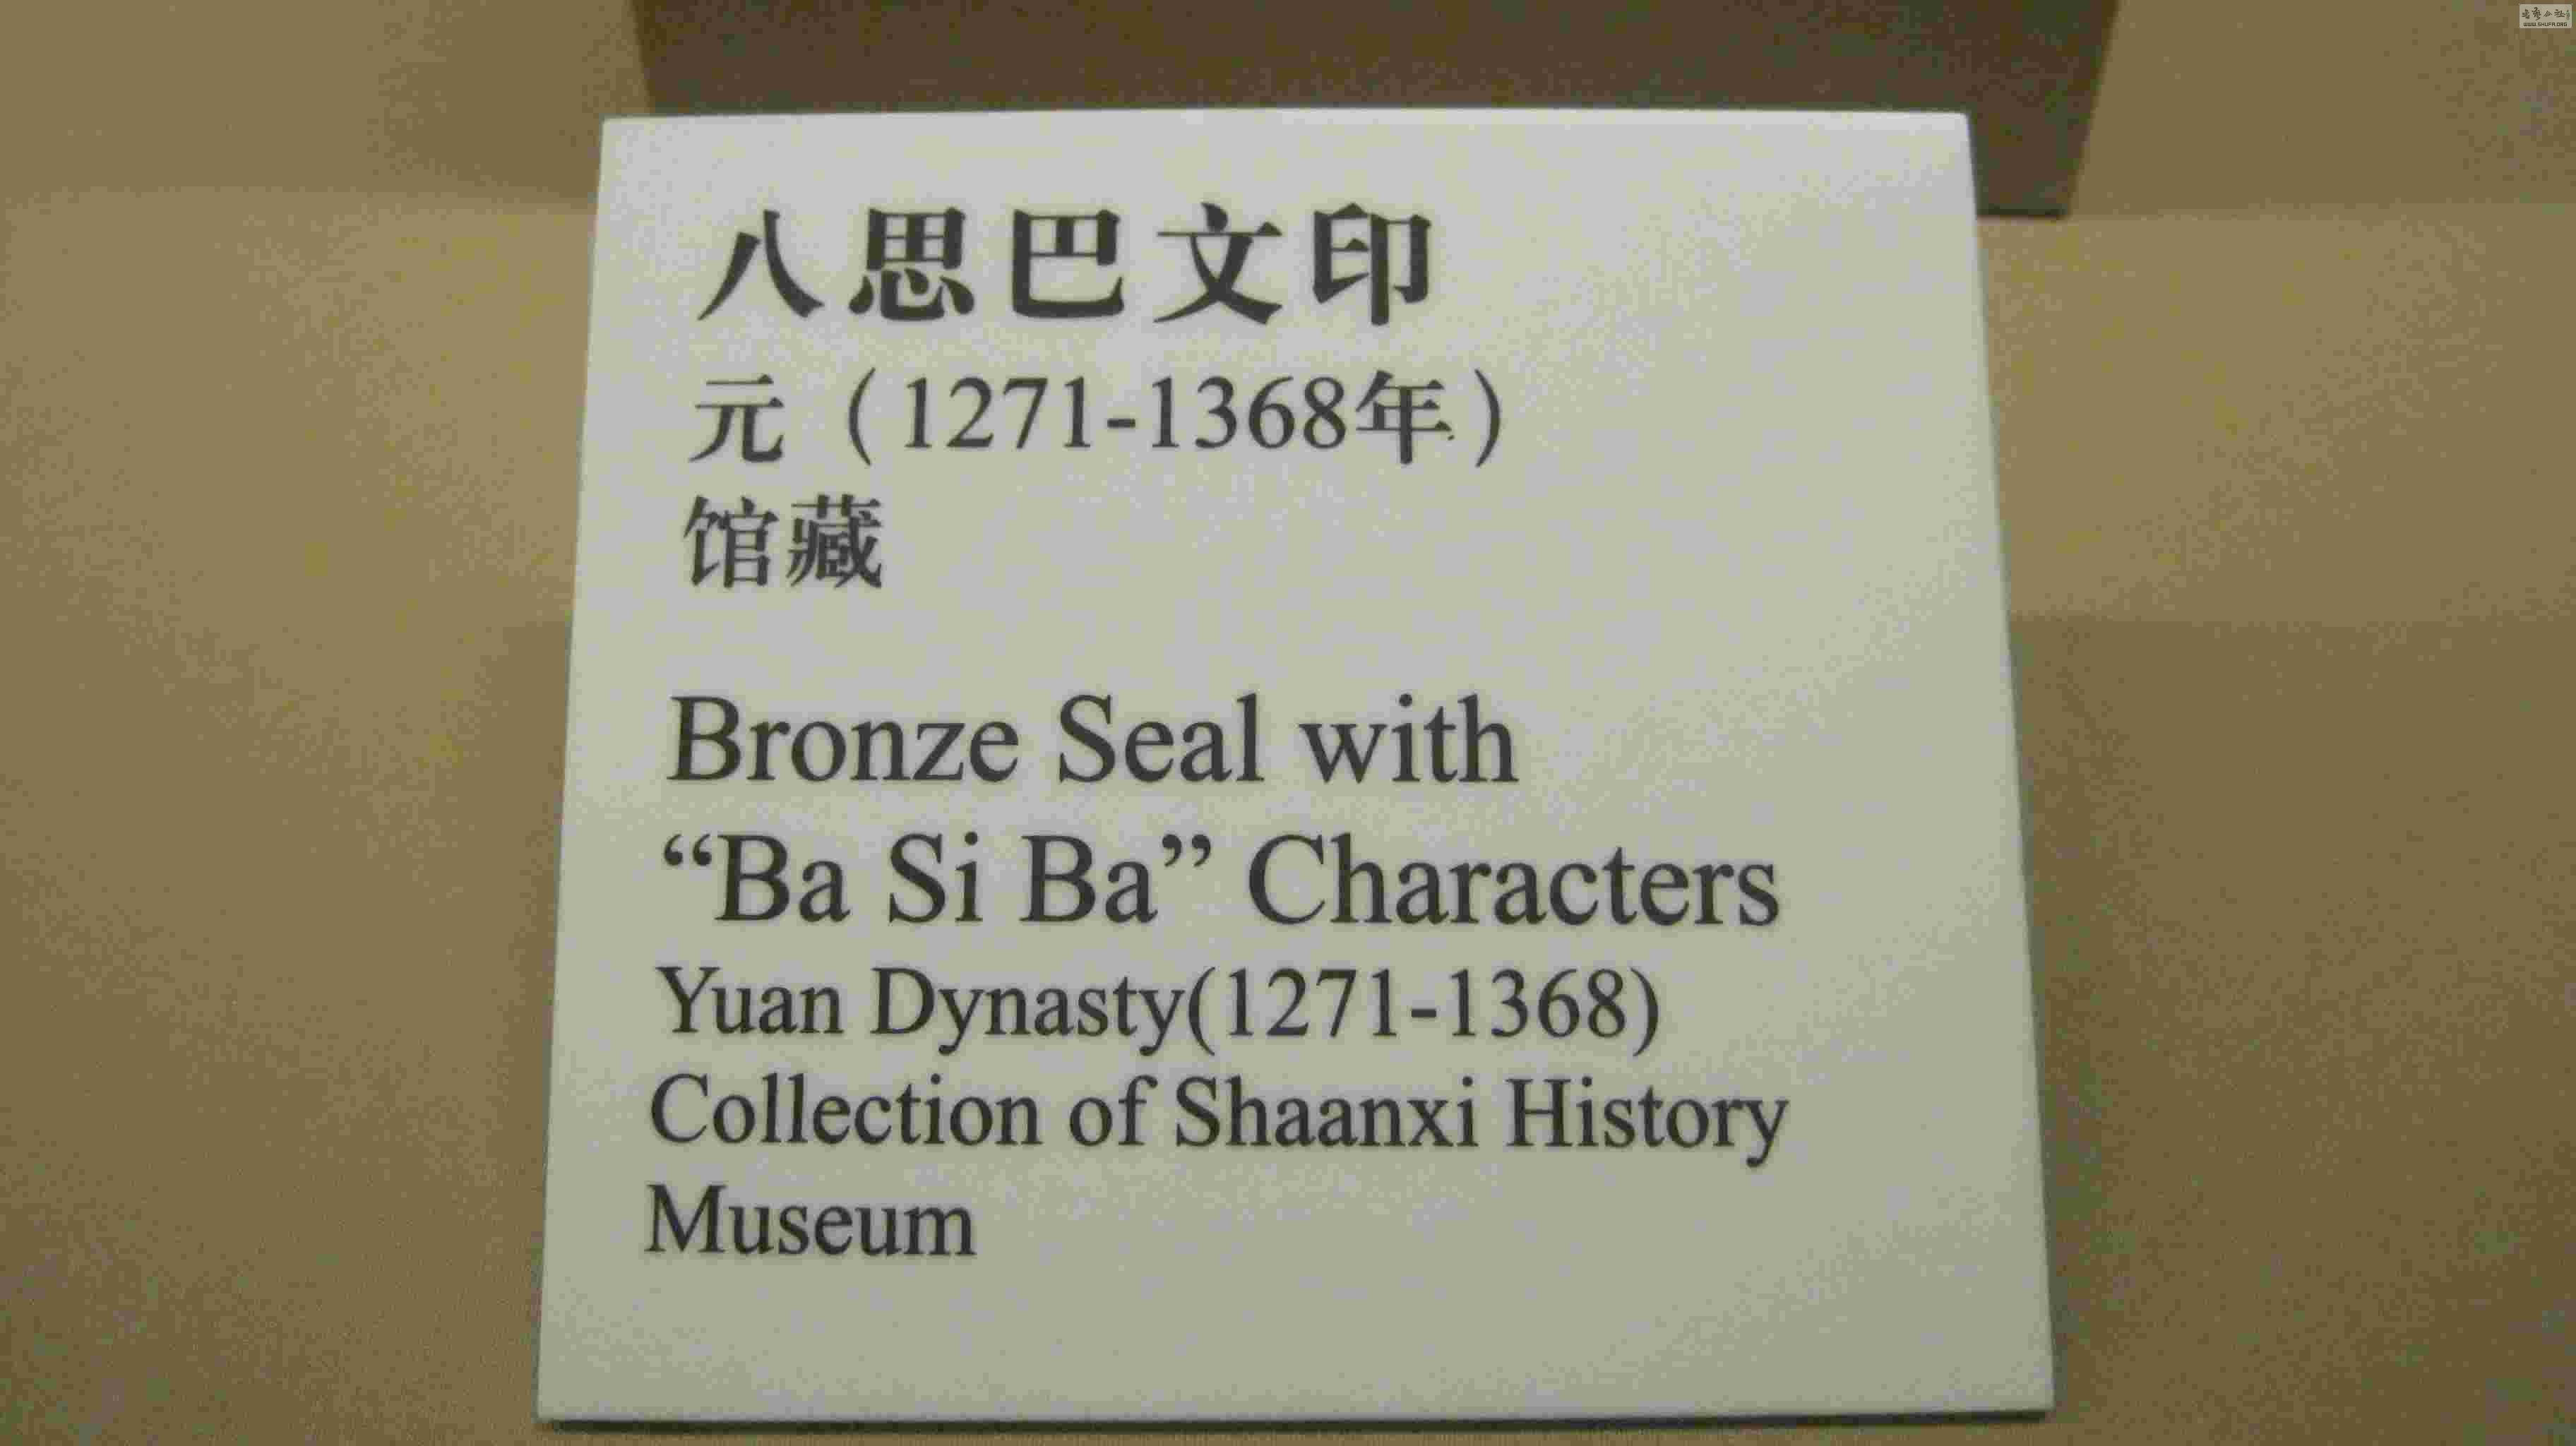 八思巴文印
元（1271-1368年）
馆藏
Bronze Seal with
“Ba Si Ba” Characters
Yuan Dynasty(1271-1368)
Collection of Shaanxi History
Museum